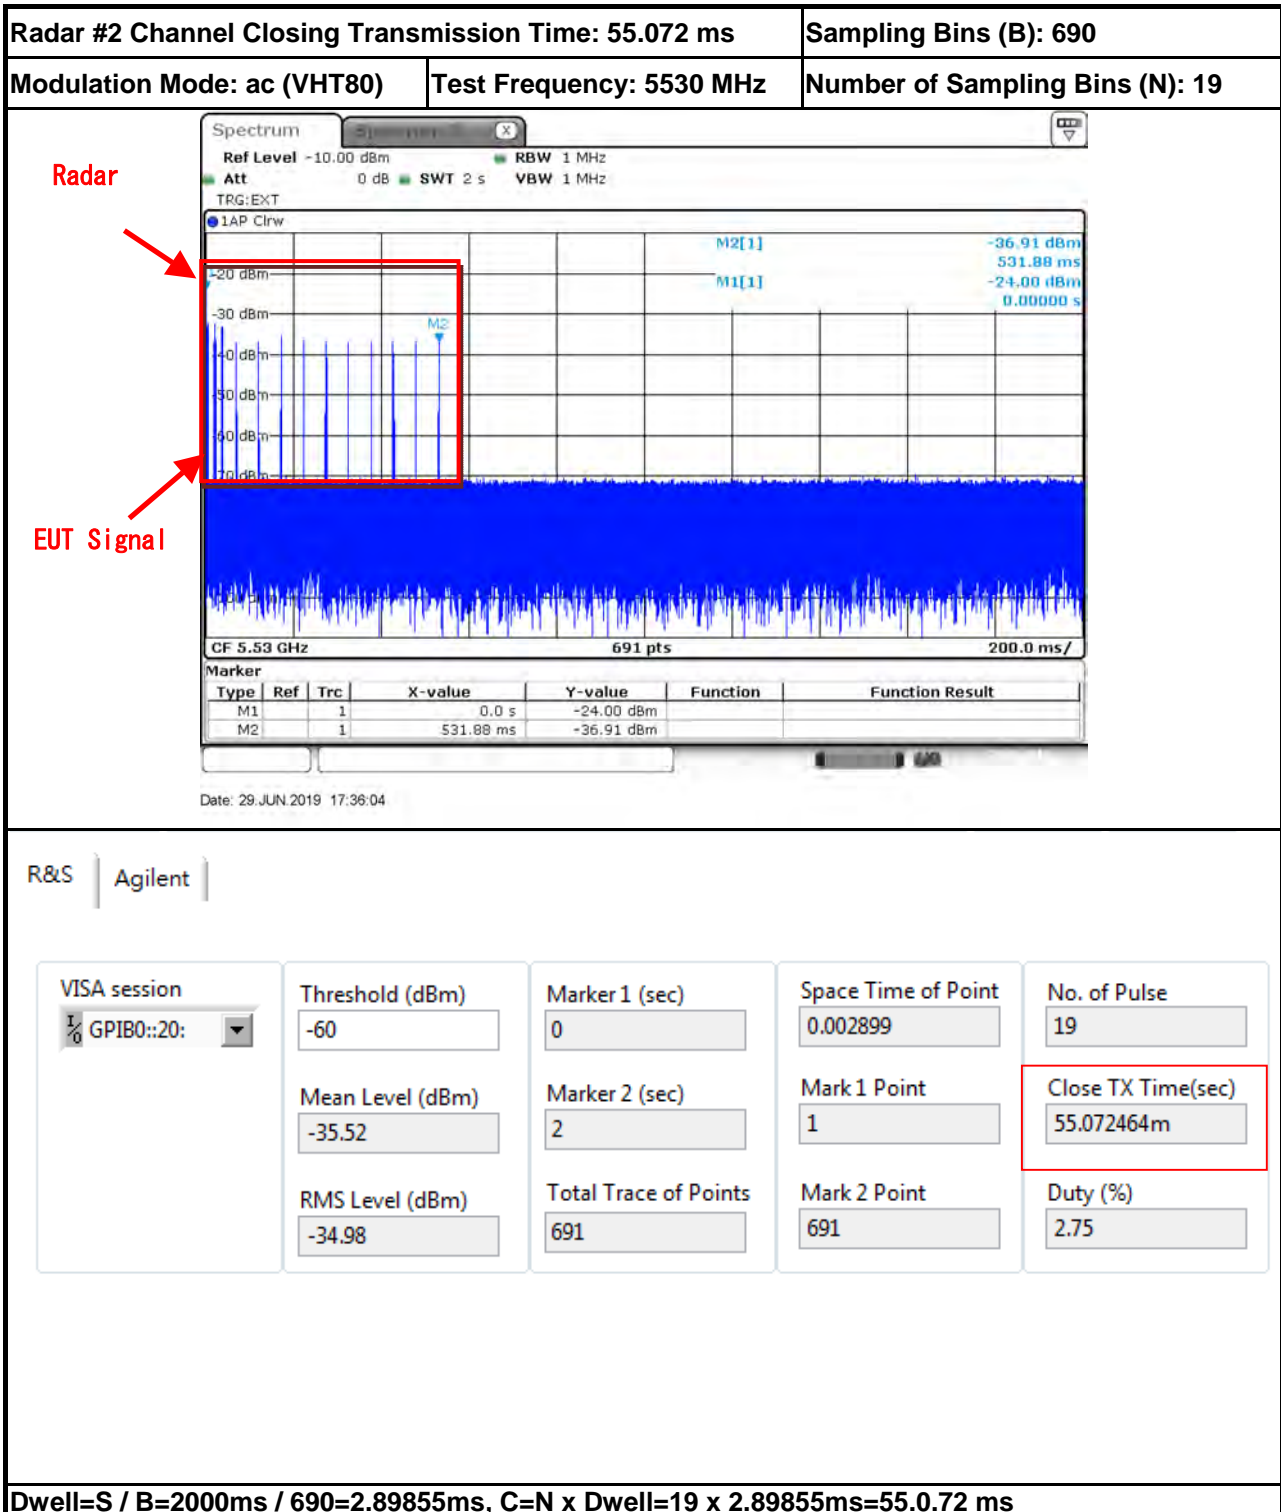 Radar #2 Channel Closing Transmission Time: 55.072 ms
Sampling Bins (B): 690
Modulation Mode: ac (VHT80)
Test Frequency: 5530 MHz
Number of Sampling Bins (N): 19
Spectrum
X
Ref Level -10.00 dBm
RBW 1 MHz
Att
0 dB
SWT 2 s
VBW 1 MHz
TRG:EXT
1AP Clrw
Radar
M2[1]
-36.91 dBm
531.88 ms
-20 dBm
M1[1]
-24.00 dBm
0.00000 s
-30 dBm
M2
-40 dBm
-50 dBm
-60 dBm
-70 dBm
EUT Signal
CF 5.53 GHz
691 pts
200.0 ms/
Marker
Type Ref Trc X-value Y-value Function Function Result
M1 1 0.0 s -24.00 dBm
M2 1 531.88 ms -36.91 dBm
Date: 29.JUN.2019 17:36:04
R&S
Agilent
VISA session
Threshold (dBm)
Marker 1 (sec)
Space Time of Point
No. of Pulse
GPIB0::20:
-60
0
0.002899
19
Mean Level (dBm)
Marker 2 (sec)
Mark 1 Point
Close TX Time(sec)
-35.52
2
1
55.072464m
RMS Level (dBm)
Total Trace of Points
Mark 2 Point
Duty (%)
-34.98
691
691
2.75
Dwell=S / B=2000ms / 690=2.89855ms, C=N x Dwell=19 x 2.89855ms=55.0.72 ms